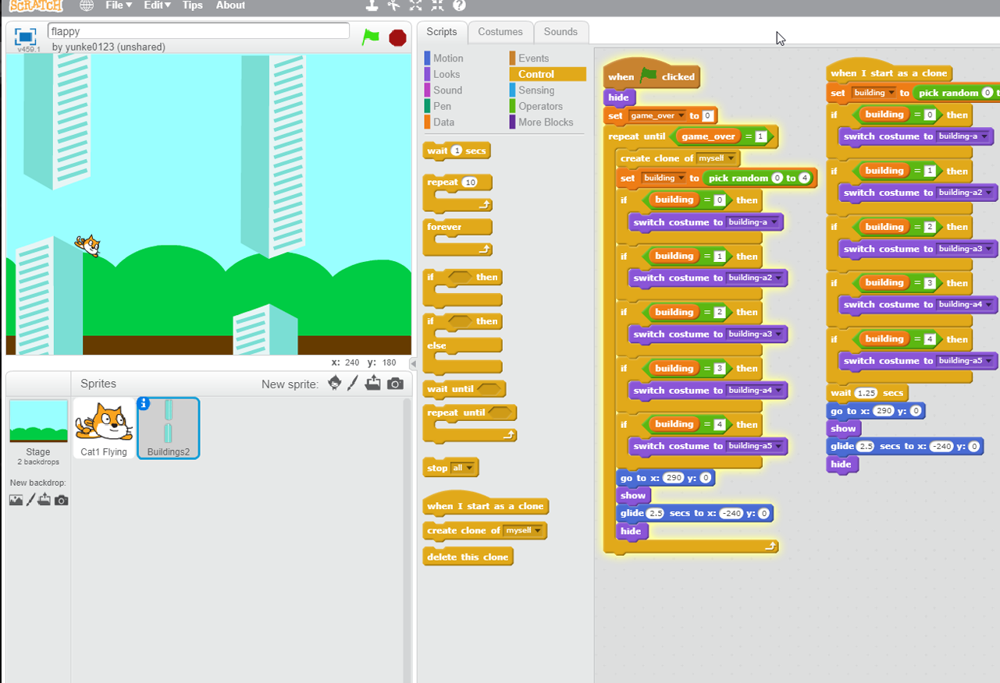 SCRATCH File Edit Tips About
flappy
by yunke0123 (unshared)
v459.1
x: 240 y: 180
Sprites New sprite:
Stage
2 backdrops
New backdrop:
Cat1 Flying
Buildings2
Scripts Costumes Sounds
Motion Events
Looks Control
Sound Sensing
Pen Operators
Data More Blocks
wait 1 secs
repeat 10
forever
if then
if then
else
wait until
repeat until
stop all
when I start as a clone
create clone of myself
delete this clone
when clicked
hide
set game_over to 0
repeat until game_over = 1
create clone of myself
set building to pick random 0 to 4
if building = 0 then
switch costume to building-a
if building = 1 then
switch costume to building-a2
if building = 2 then
switch costume to building-a3
if building = 3 then
switch costume to building-a4
if building = 4 then
switch costume to building-a5
go to x: 290 y: 0
show
glide 2.5 secs to x: -240 y: 0
hide
when I start as a clone
set building to pick random 0
if building = 0 then
switch costume to building-a
if building = 1 then
switch costume to building-a2
if building = 2 then
switch costume to building-a3
if building = 3 then
switch costume to building-a4
if building = 4 then
switch costume to building-a5
wait 1.25 secs
go to x: 290 y: 0
show
glide 2.5 secs to x: -240 y: 0
hide